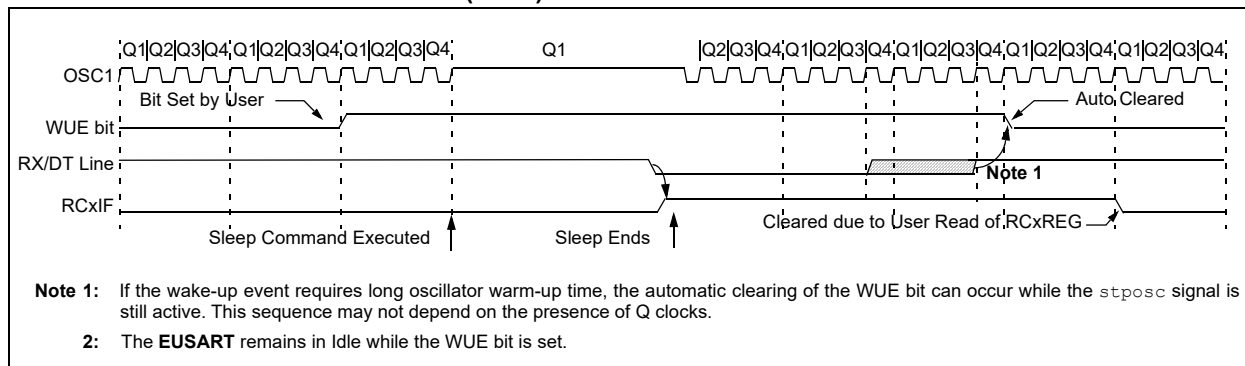 Q1 Q2 Q3 Q4 Q1 Q2 Q3 Q4 Q1 Q2 Q3 Q4 Q1 Q2 Q3 Q4 Q1 Q2 Q3 Q4 Q1 Q2 Q3 Q4 Q1 Q2 Q3 Q4 Q1 Q2 Q3 Q4
OSC1
Bit Set by User
Auto Cleared
WUE bit
RX/DT Line
Note 1
RCxIF
Cleared due to User Read of RCxREG
Sleep Command Executed
Sleep Ends
Note 1: If the wake-up event requires long oscillator warm-up time, the automatic clearing of the WUE bit can occur while the stposc signal is
still active. This sequence may not depend on the presence of Q clocks.
2: The EUSART remains in Idle while the WUE bit is set.